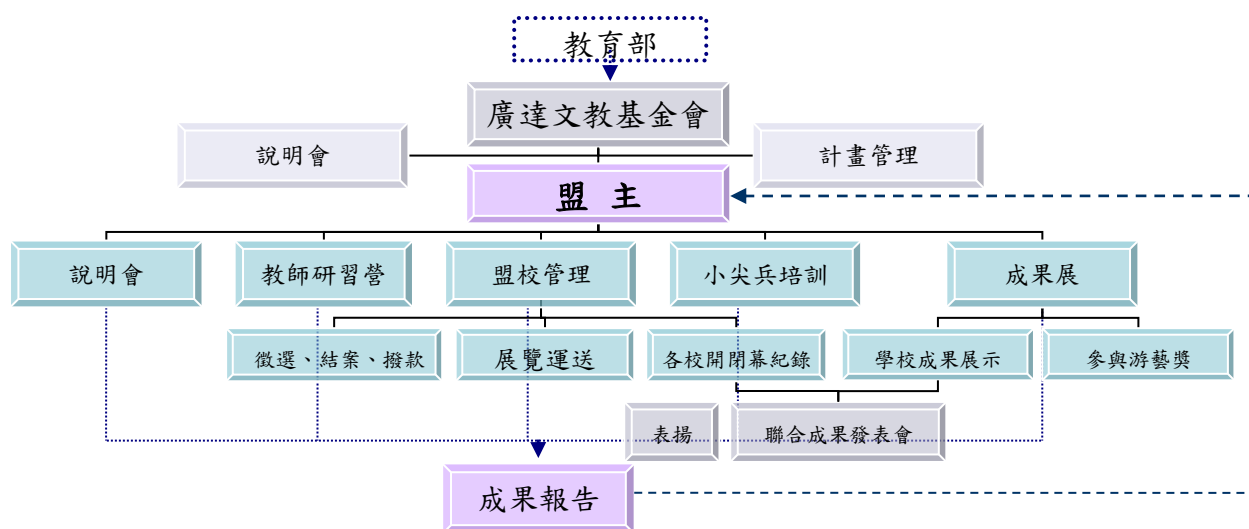 教育部
廣達文教基金會
說明會
計畫管理
盟 主
說明會
教師研習營
盟校管理
小尖兵培訓
成果展
徵選、結案、撥款
展覽運送
各校開閉幕紀錄
學校成果展示
參與游藝獎
表揚
聯合成果發表會
成果報告